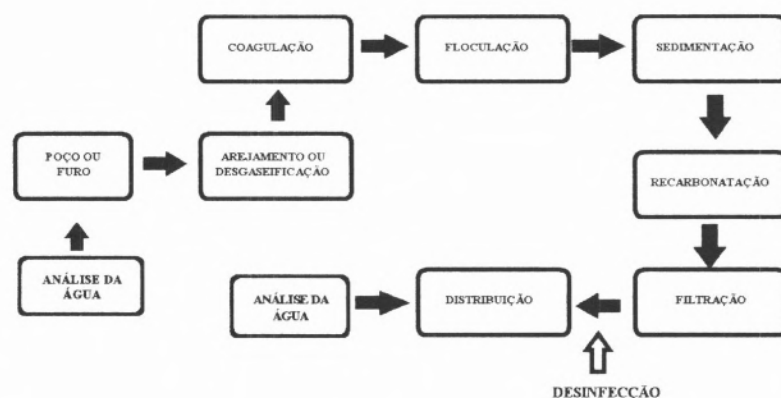 COAGULAÇÃO
FLOCULAÇÃO
SEDIMENTAÇÃO
POÇO OU
FURO
AREJAMENTO OU
DESGASEIFICAÇÃO
RECARBONATAÇÃO
ANÁLISE DA
ÁGUA
ANÁLISE DA
ÁGUA
DISTRIBUIÇÃO
FILTRAÇÃO
DESINFECÇÃO